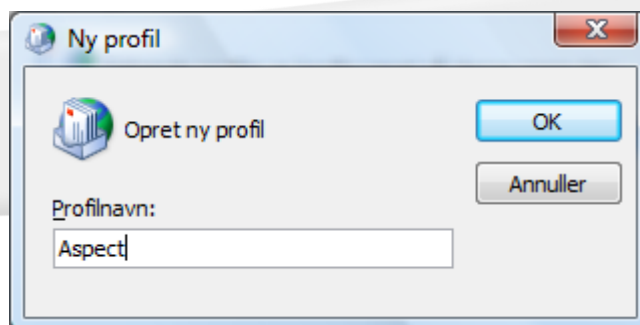 Ny profil
Opret ny profil
OK
Annuller
Profilnavn:
Aspect